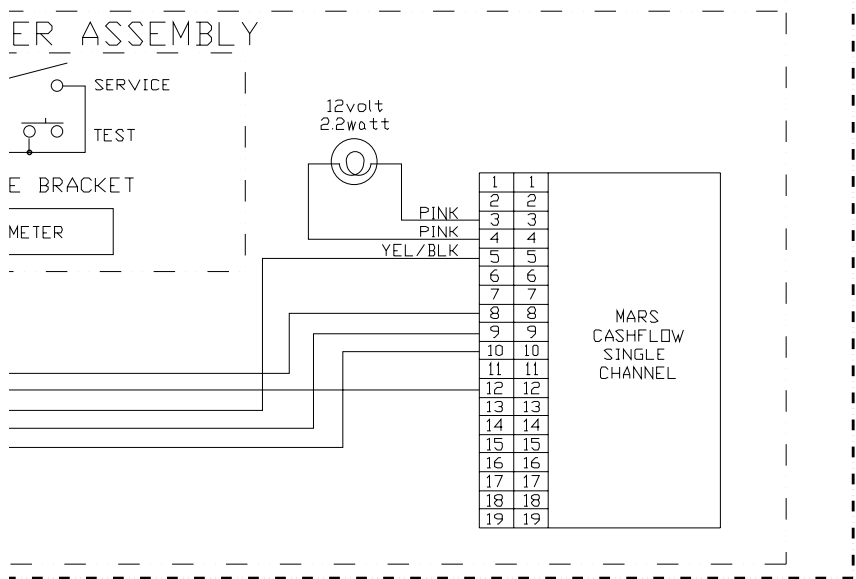 ER ASSEMBLY
SERVICE
TEST
E BRACKET
METER
12volt
2.2watt
PINK
PINK
YEL/BLK
1 1
2 2
3 3
4 4
5 5
6 6
7 7
8 8
9 9
10 10
11 11
12 12
13 13
14 14
15 15
16 16
17 17
18 18
19 19
MARS
CASHFLOW
SINGLE
CHANNEL